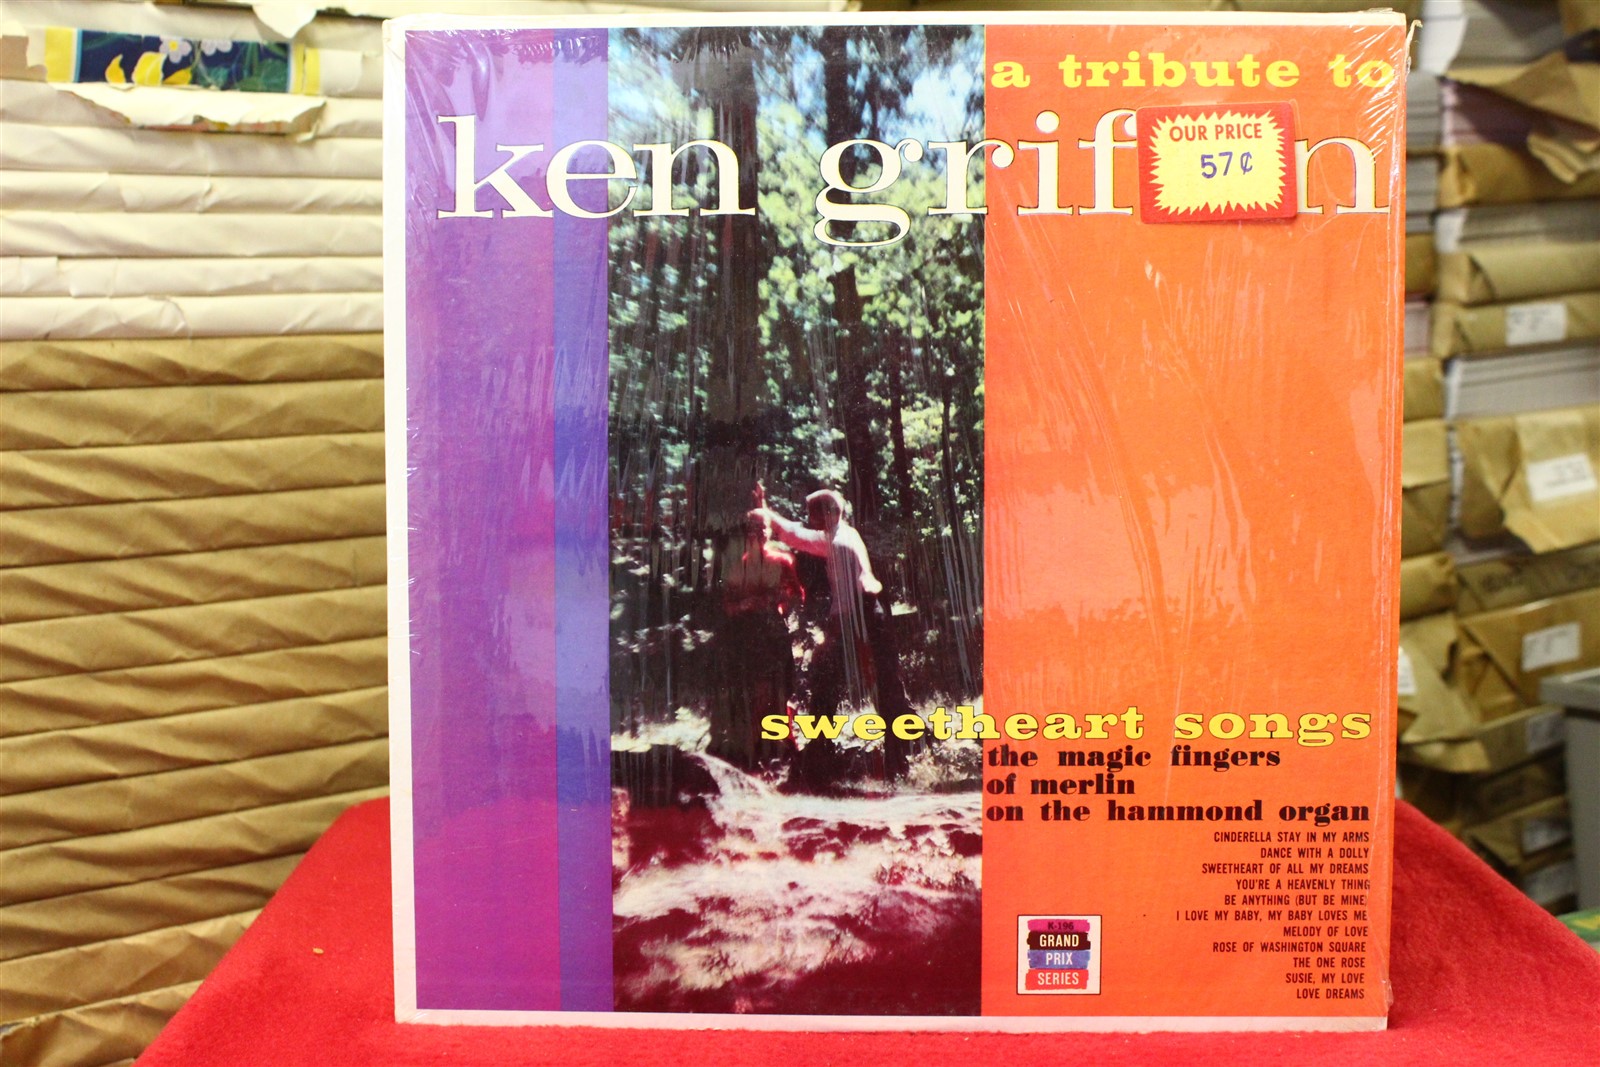 a tribute to
ken grif n
OUR PRICE
57¢
sweetheart songs
the magic fingers
of merlin
on the hammond organ
CINDERELLA STAY IN MY ARMS
DANCE WITH A DOLLY
SWEETHEART OF ALL MY DREAMS
YOU'RE A HEAVENLY THING
BE ANYTHING (BUT BE MINE)
I LOVE MY BABY, MY BABY LOVES ME
MELODY OF LOVE
ROSE OF WASHINGTON SQUARE
THE ONE ROSE
SUSIE, MY LOVE
LOVE DREAMS
K-196
GRAND
PRIX
SERIES